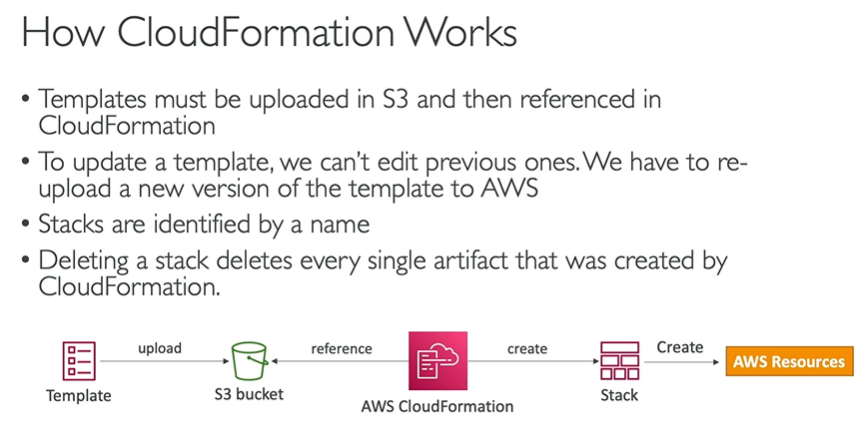 How CloudFormation Works
• Templates must be uploaded in S3 and then referenced in
CloudFormation
• To update a template, we can't edit previous ones. We have to re-
upload a new version of the template to AWS
• Stacks are identified by a name
• Deleting a stack deletes every single artifact that was created by
CloudFormation.
upload
reference
create
Create
AWS Resources
Template
S3 bucket
AWS CloudFormation
Stack